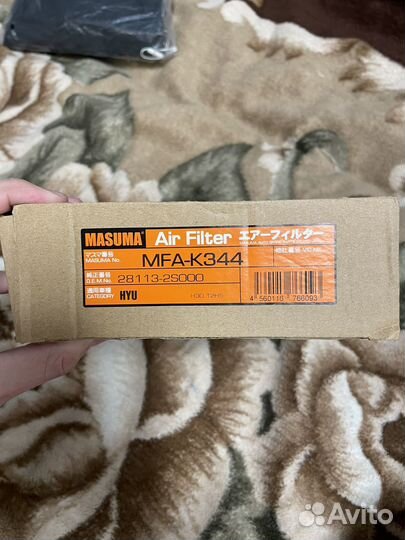 MASUMA Air Filter エアーフィルター
マスマ番号
MASUMA No. MFA-K344
純正番号
O.E.M No. 28113-2S000
適用車種
CATEGORY HYU
4 560116 766093
Avito